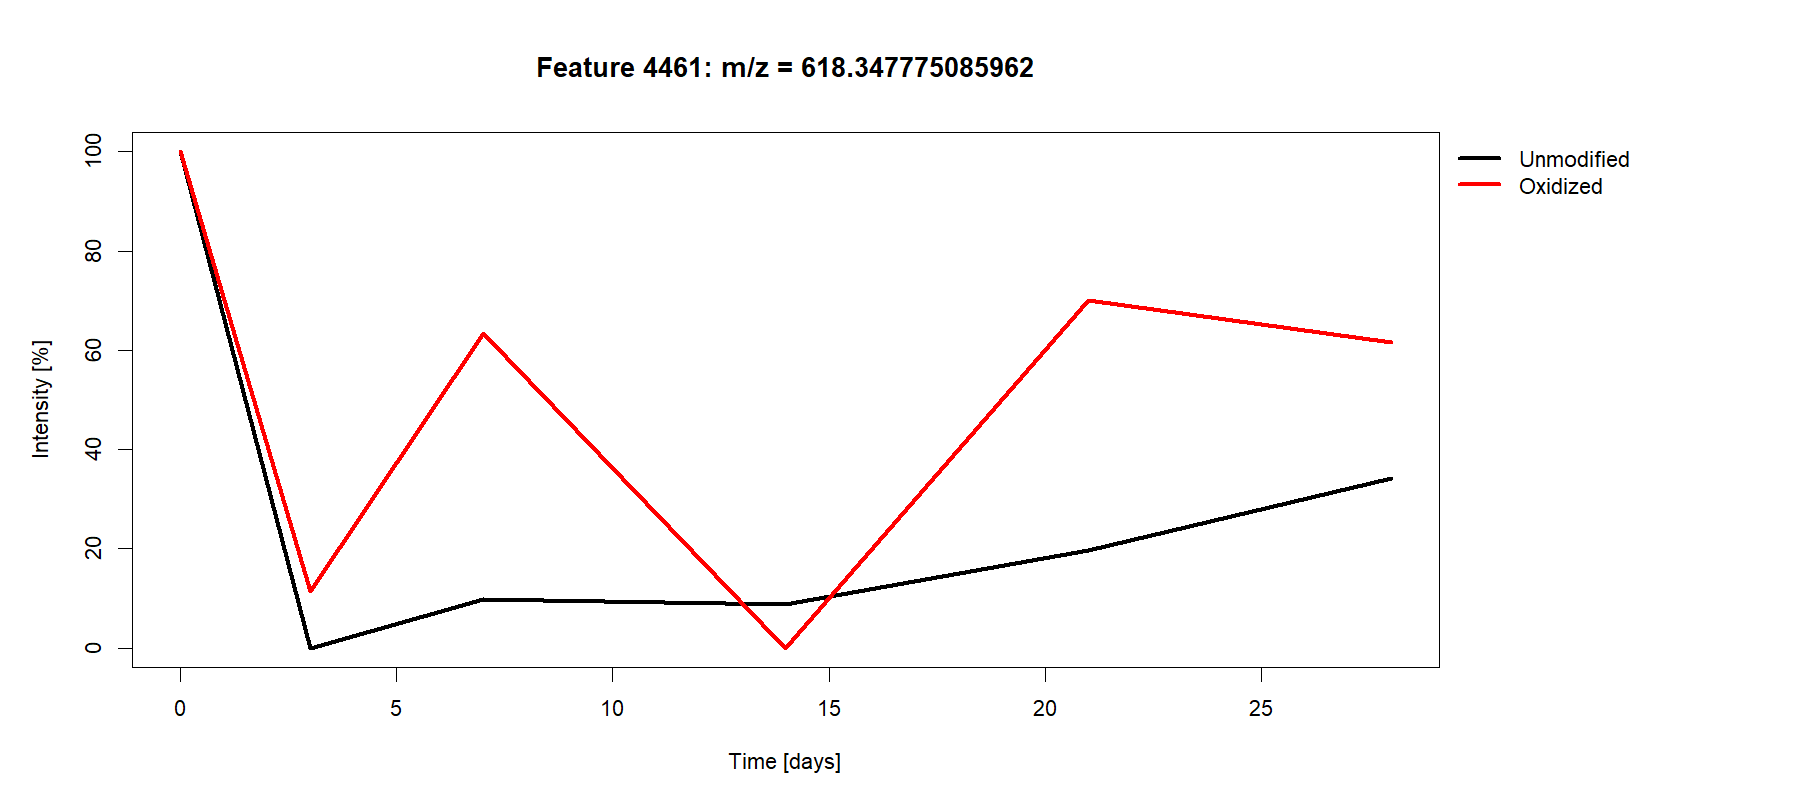 Feature 4461: m/z = 618.347775085962
Unmodified
Oxidized
Intensity [%]
100
80
60
40
20
0
0 5 10 15 20 25
Time [days]